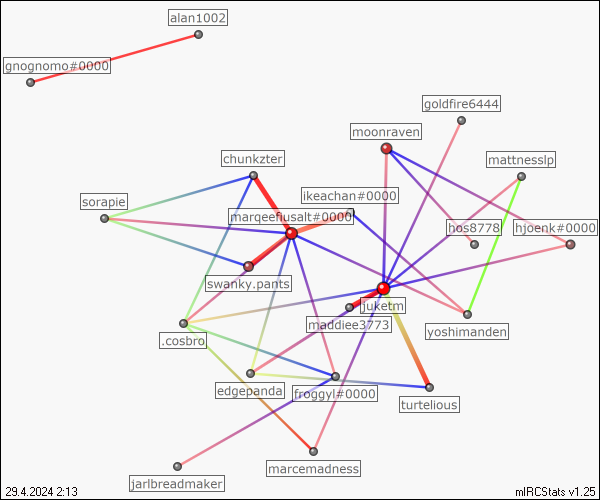 alan1002
gnognomo#0000
goldfire6444
moonraven
chunkzter
mattnesslp
ikeachan#0000
sorapie
marqeefiusalt#0000
bos8778
hjoenk#0000
swanky.pants
juketm
maddiee3773
yoshimanden
.cosbro
edgepanda
froggyl#0000
turtelious
marcemadness
jarlbreadmaker
29.4.2024 2:13
mIRCStats v1.25